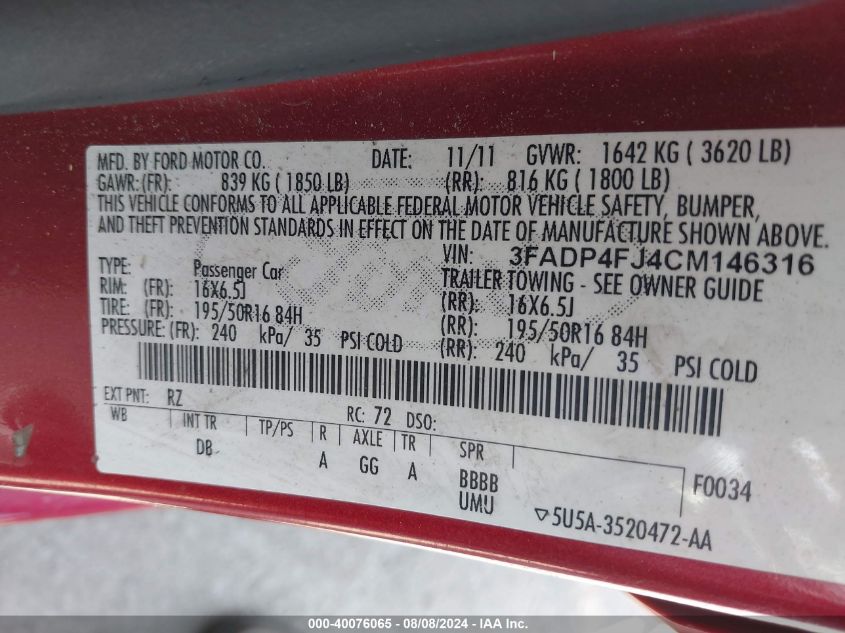 MFD. BY FORD MOTOR CO. DATE: 11/11 GVWR: 1642 KG ( 3620 LB)
GAWR: (FR): 839 KG ( 1850 LB) (RR): 816 KG ( 1800 LB)
THIS VEHICLE CONFORMS TO ALL APPLICABLE FEDERAL MOTOR VEHICLE SAFETY, BUMPER,
AND THEFT PREVENTION STANDARDS IN EFFECT ON THE DATE OF MANUFACTURE SHOWN ABOVE.
VIN: 3FADP4FJ4CM146316
TYPE: Passenger Car TRAILER TOWING - SEE OWNER GUIDE
RIM: (FR): 16X6.5J (RR): 16X6.5J
TIRE: (FR): 195/50R16 84H (RR): 195/50R16 84H
PRESSURE: (FR): 240 kPa/ 35 PSI COLD (RR): 240 kPa/ 35 PSI COLD
EXT PNT: RZ RC: 72 DSO:
WB INT TR TP/PS R AXLE TR SPR
DB A GG A BBBB F0034
UMU ▽5U5A-3520472-AA
000-40076065 - 08/08/2024 - IAA Inc.